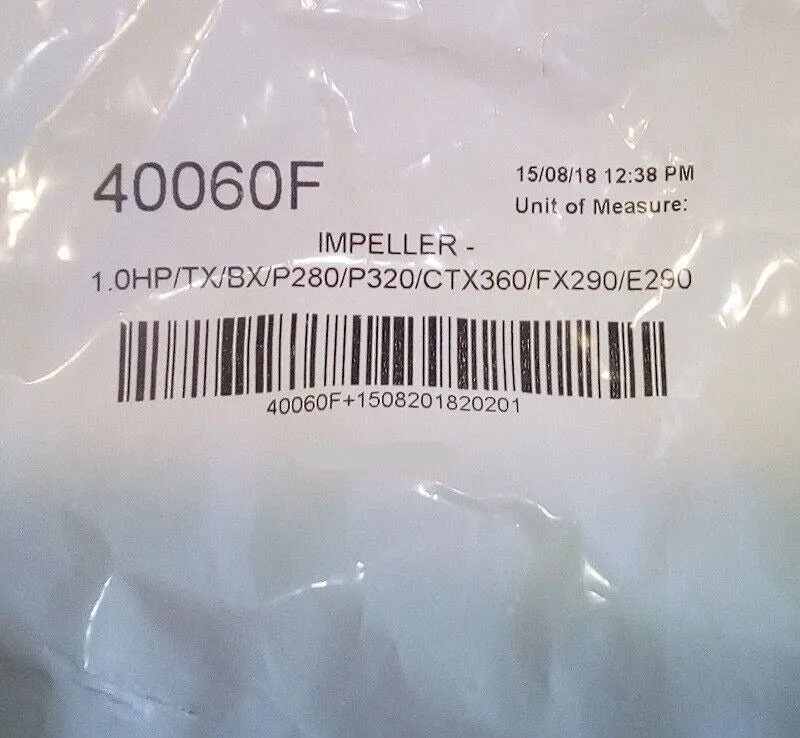 40060F
15/08/18 12:38 PM
Unit of Measure:
IMPELLER -
1.0HP/TX/BX/P280/P320/CTX360/FX290/E290
40060F+1508201820201